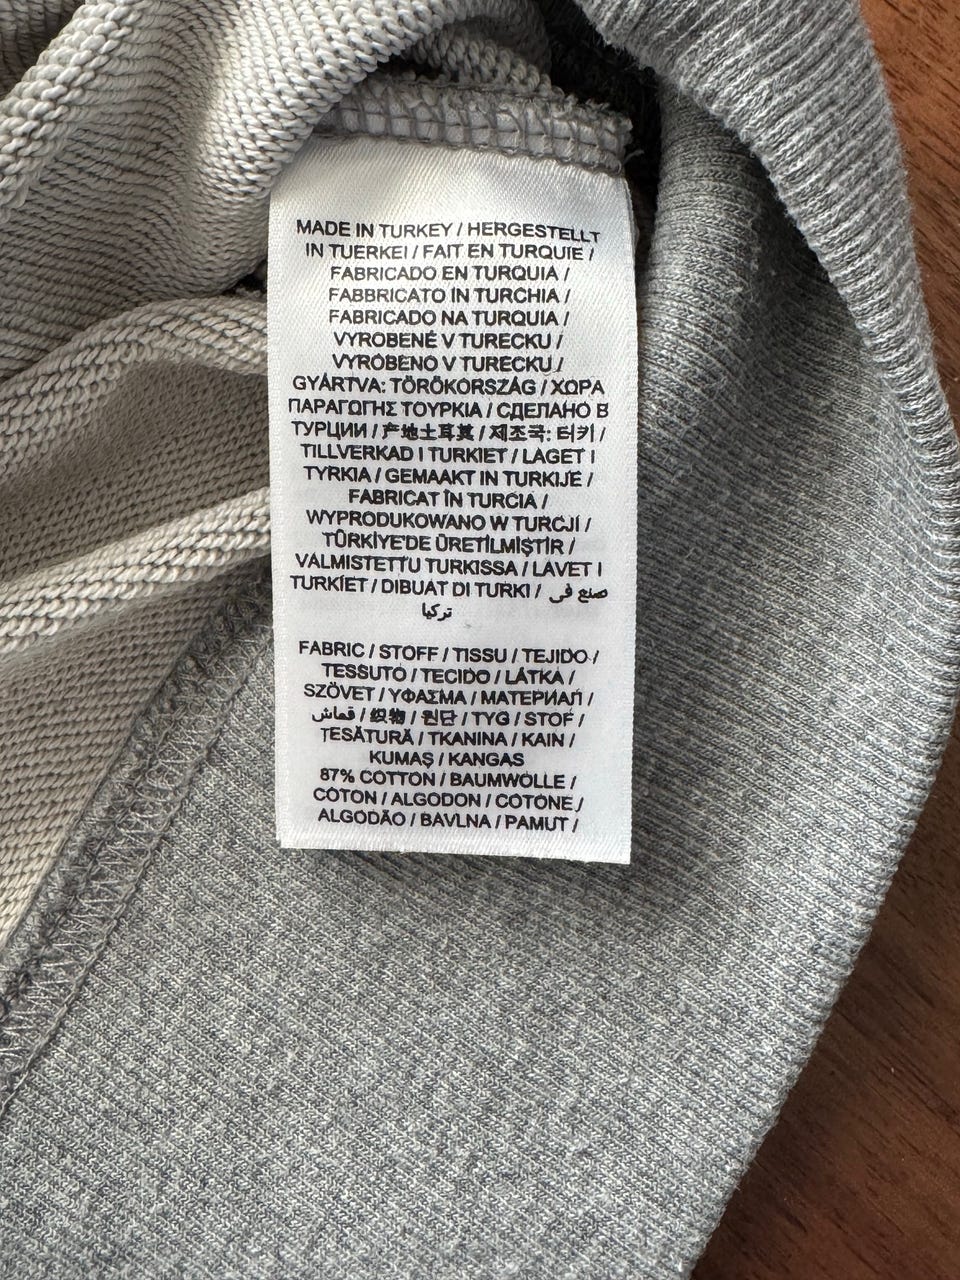 MADE IN TURKEY / HERGESTELLT
IN TUERKEI / FAIT EN TURQUIE /
FABRICADO EN TURQUIA /
FABBRICATO IN TURCHIA /
FABRICADO NA TURQUIA /
VYROBENÉ V TURECKU /
VYROBENO V TURECKU /
GYÁRTVA: TÖRÖKORSZÁG / ΧΩΡΑ
ΠΑΡΑΓΩΓΗΣ ΤΟΥΡΚΙΑ / СДЕЛАНО В
ТУРЦИИ / 产地土耳其 / 제조국: 터키 /
TILLVERKAD I TURKIET / LAGET I
TYRKIA / GEMAAKT IN TURKIJE /
FABRICAT ÎN TURCIA /
WYPRODUKOWANO W TURCJI /
TÜRKİYE'DE ÜRETİLMİŞTİR /
VALMISTETTU TURKISSA / LAVET I
TURKIET / DIBUAT DI TURKI / صنع في
تركيا
FABRIC / STOFF / TISSU / TEJIDO /
TESSUTO / TECIDO / LÁTKA /
SZÖVET / ΥΦΑΣΜΑ / МАТЕРИАЛ /
قماش / 织物 / 원단 / TYG / STOF /
ŢESĂTURĂ / TKANINA / KAIN /
KUMAŞ / KANGAS
87% COTTON / BAUMWOLLE /
COTON / ALGODON / COTONE /
ALGODÃO / BAVLNA / PAMUT /